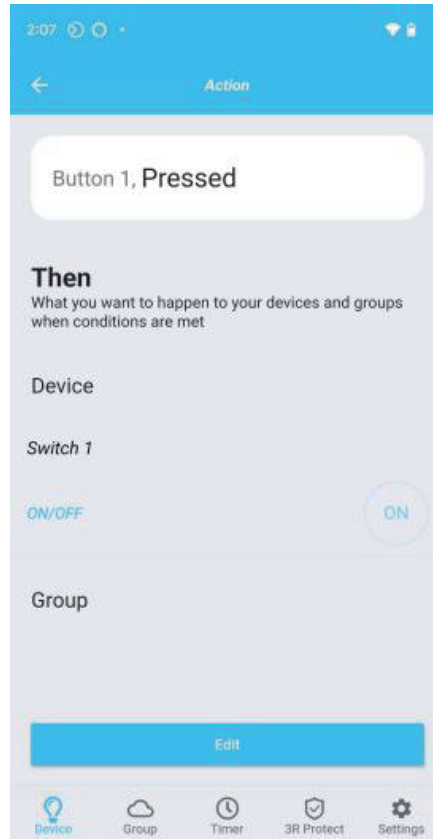 2:07
Action
Button 1, Pressed
Then
What you want to happen to your devices and groups
when conditions are met
Device
Switch 1
ON/OFF ON
Group
Edit
Device Group Timer 3R Protect Settings